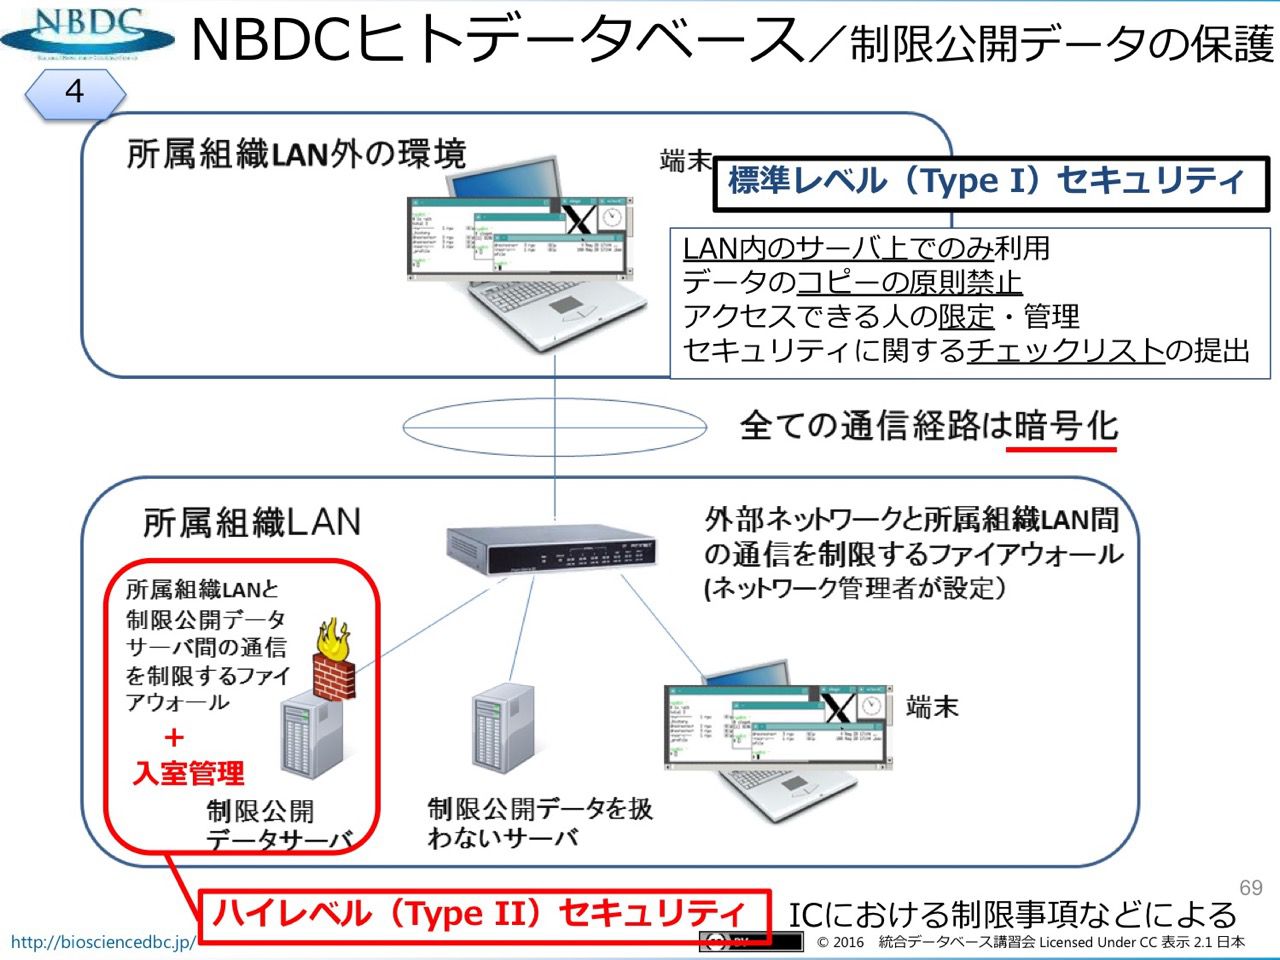 NBDC
NBDCヒトデータベース／制限公開データの保護
4
所属組織LAN外の環境
端末
標準レベル（Type I）セキュリティ
LAN内のサーバ上でのみ利用
データのコピーの原則禁止
アクセスできる人の限定・管理
セキュリティに関するチェックリストの提出
全ての通信経路は暗号化
所属組織LAN
外部ネットワークと所属組織LAN間
の通信を制限するファイアウォール
(ネットワーク管理者が設定）
所属組織LANと
制限公開データ
サーバ間の通信
を制限するファイ
アウォール
+
入室管理
制限公開
データサーバ
制限公開データを扱
わないサーバ
端末
ハイレベル（Type II）セキュリティ
ICにおける制限事項などによる
69
http://biosciencedbc.jp/
© 2016 統合データベース講習会 Licensed Under CC 表示 2.1 日本